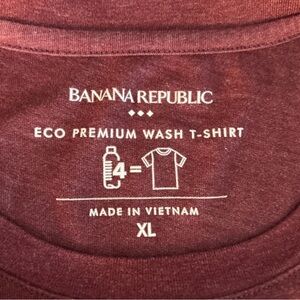 BANANA REPUBLIC
ECO PREMIUM WASH T-SHIRT
4=
MADE IN VIETNAM
XL